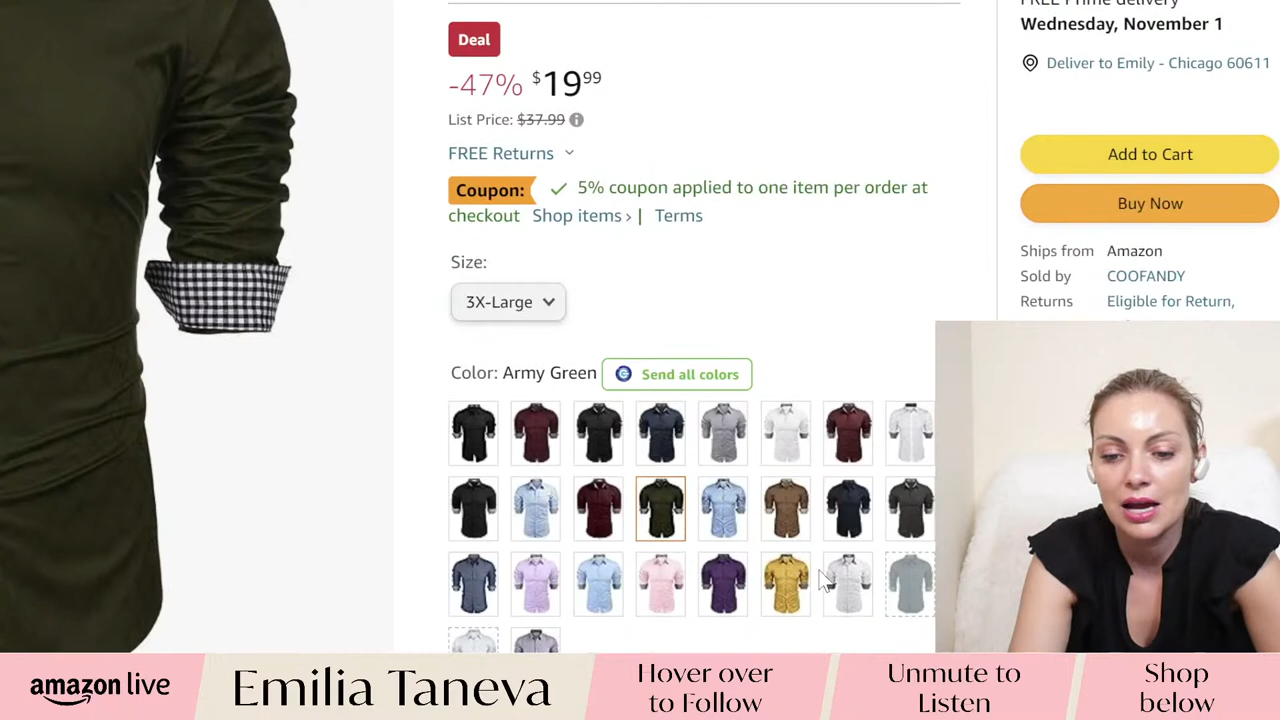 Deal
-47% $19 99
List Price: $37.99
FREE Returns
Coupon: 5% coupon applied to one item per order at
checkout Shop items › | Terms
Size:
3X-Large
Color: Army Green Send all colors
Wednesday, November 1
Deliver to Emily - Chicago 60611
Add to Cart
Buy Now
Ships from Amazon
Sold by COOFANDY
Returns Eligible for Return,
amazon live
Emilia Taneva
Hover over
to Follow
Unmute to
Listen
Shop
below